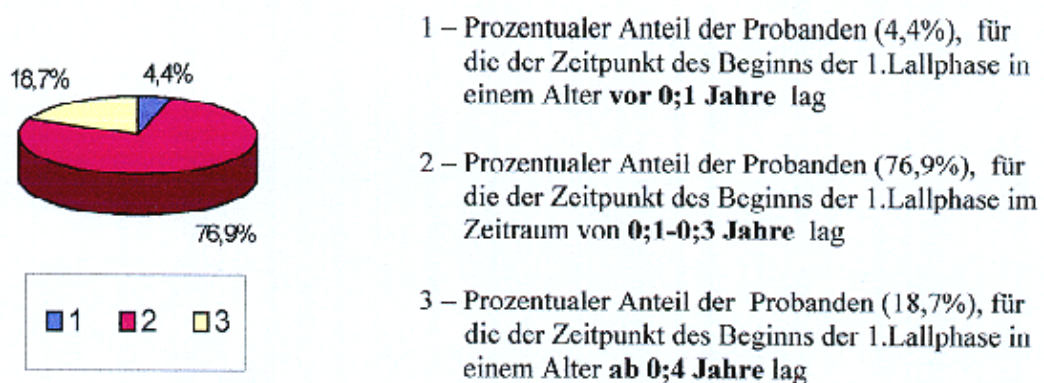 18,7%
4,4%
76,9%
1 2 3
1 – Prozentualer Anteil der Probanden (4,4%), für
die der Zeitpunkt des Beginns der 1.Lallphase in
einem Alter vor 0;1 Jahre lag
2 – Prozentualer Anteil der Probanden (76,9%), für
die der Zeitpunkt des Beginns der 1.Lallphase im
Zeitraum von 0;1-0;3 Jahre lag
3 – Prozentualer Anteil der Probanden (18,7%), für
die der Zeitpunkt des Beginns der 1.Lallphase in
einem Alter ab 0;4 Jahre lag